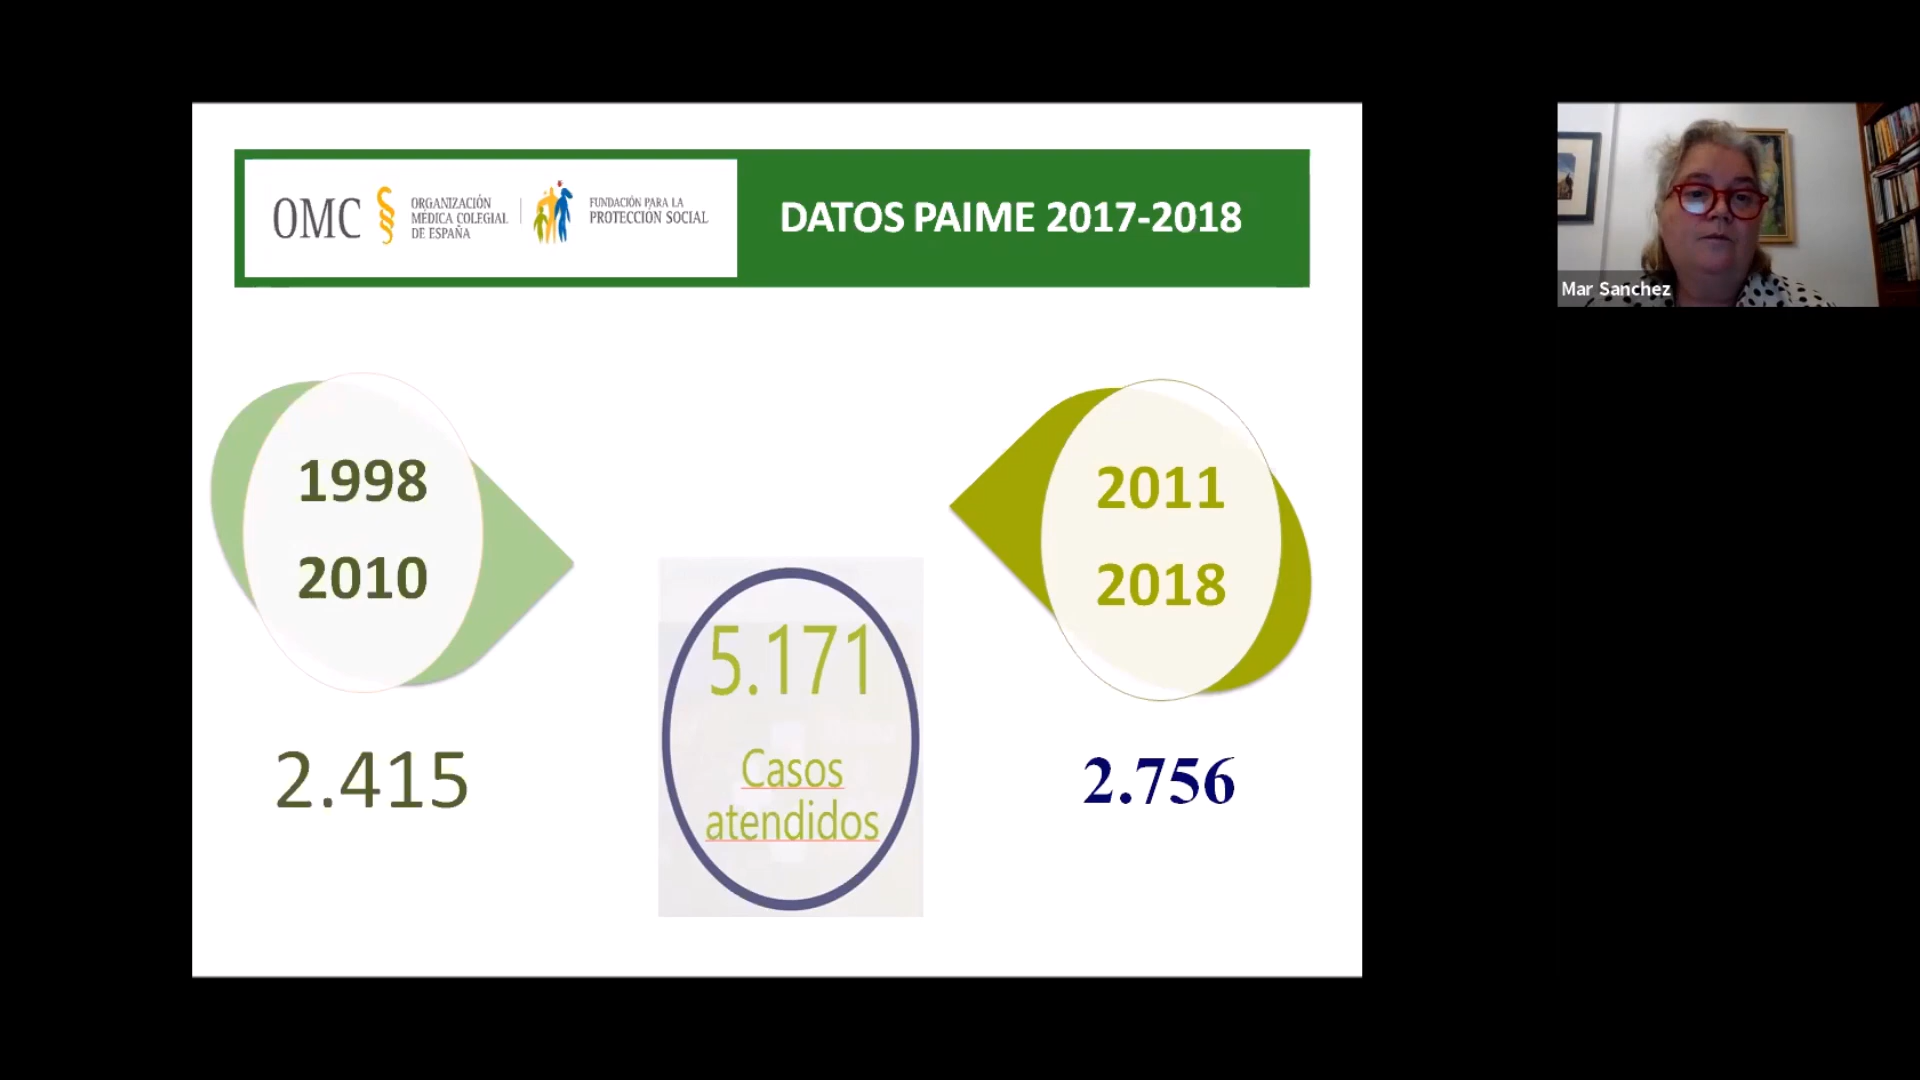 OMC
ORGANIZACIÓN
MÉDICA COLEGIAL
DE ESPAÑA
FUNDACIÓN PARA LA
PROTECCIÓN SOCIAL
DATOS PAIME 2017-2018
Mar Sanchez
1998
2010
2011
2018
5.171
Casos
atendidos
2.415
2.756